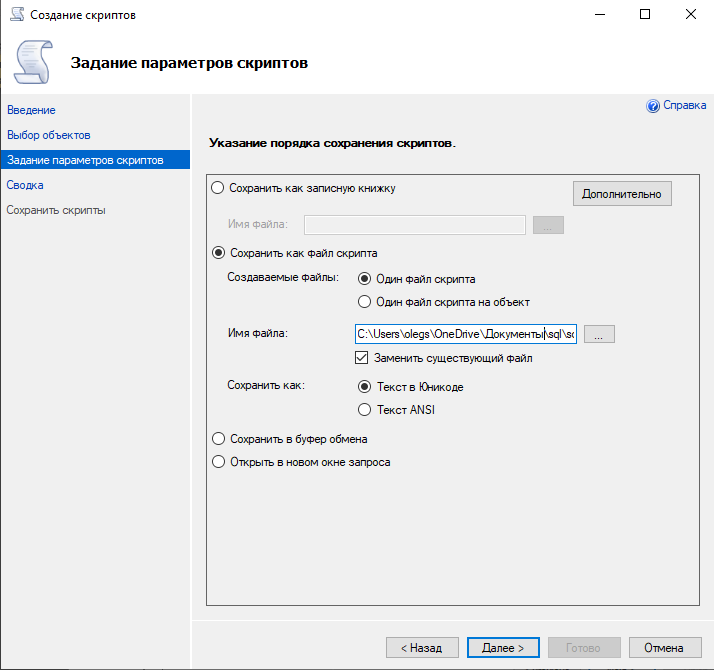 Создание скриптов
Задание параметров скриптов
Введение
Выбор объектов
Задание параметров скриптов
Сводка
Сохранить скрипты
Справка
Указание порядка сохранения скриптов.
Сохранить как записную книжку
Дополнительно
Имя файла:
...
Сохранить как файл скрипта
Создаваемые файлы:
Один файл скрипта
Один файл скрипта на объект
Имя файла:
C:\Users\olegs\OneDrive\Документы\sql\sc
...
Заменить существующий файл
Сохранить как:
Текст в Юникоде
Текст ANSI
Сохранить в буфер обмена
Открыть в новом окне запроса
< Назад
Далее >
Готово
Отмена